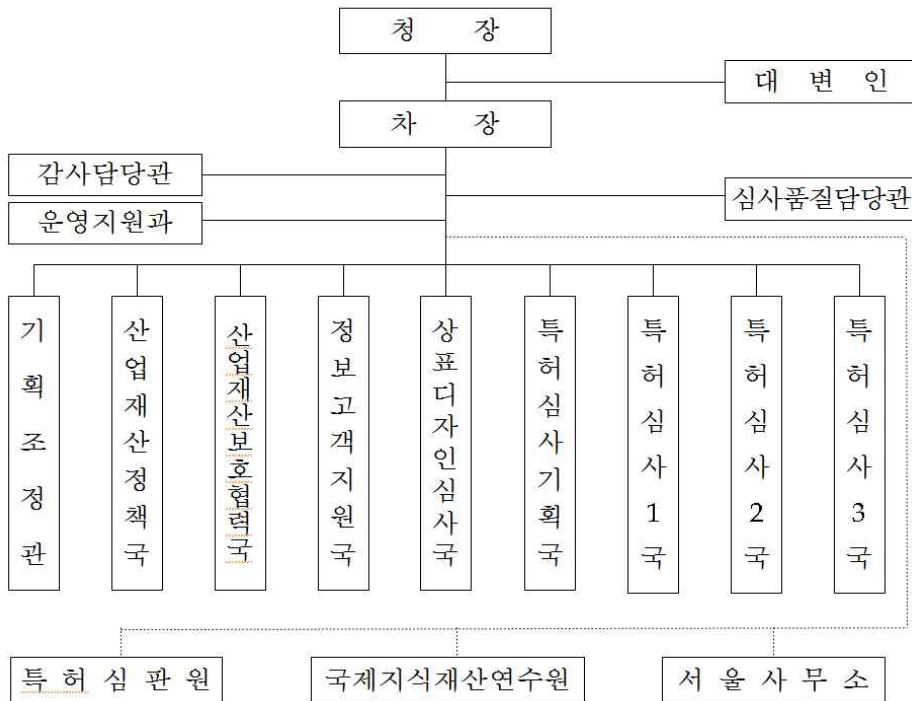 청 장
대 변 인
차 장
감사담당관
심사품질담당관
운영지원과
기획조정관
산업재산정책국
산업재산보호협력국
정보고객지원국
상표디자인심사국
특허심사기획국
특허심사1국
특허심사2국
특허심사3국
특 허 심 판 원
국제지식재산연수원
서 울 사 무 소